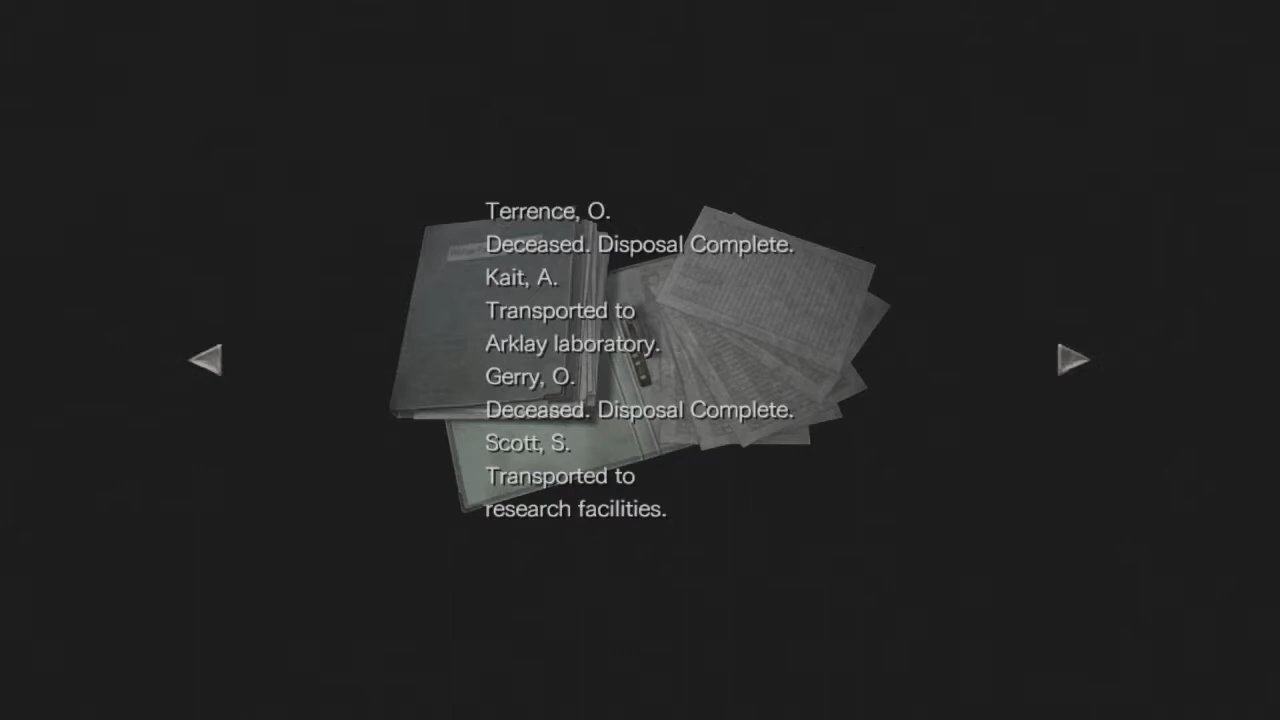 Terrence, O.
Deceased. Disposal Complete.
Kait, A.
Transported to
Arklay laboratory.
Gerry, O.
Deceased. Disposal Complete.
Scott, S.
Transported to
research facilities.